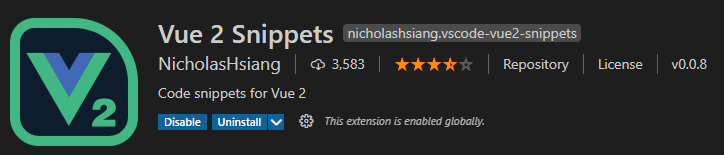 Vue 2 Snippets nicholashsiang.vscode-vue2-snippets
NicholasHsiang 3,583 Repository License v0.0.8
Code snippets for Vue 2
Disable Uninstall This extension is enabled globally.
2